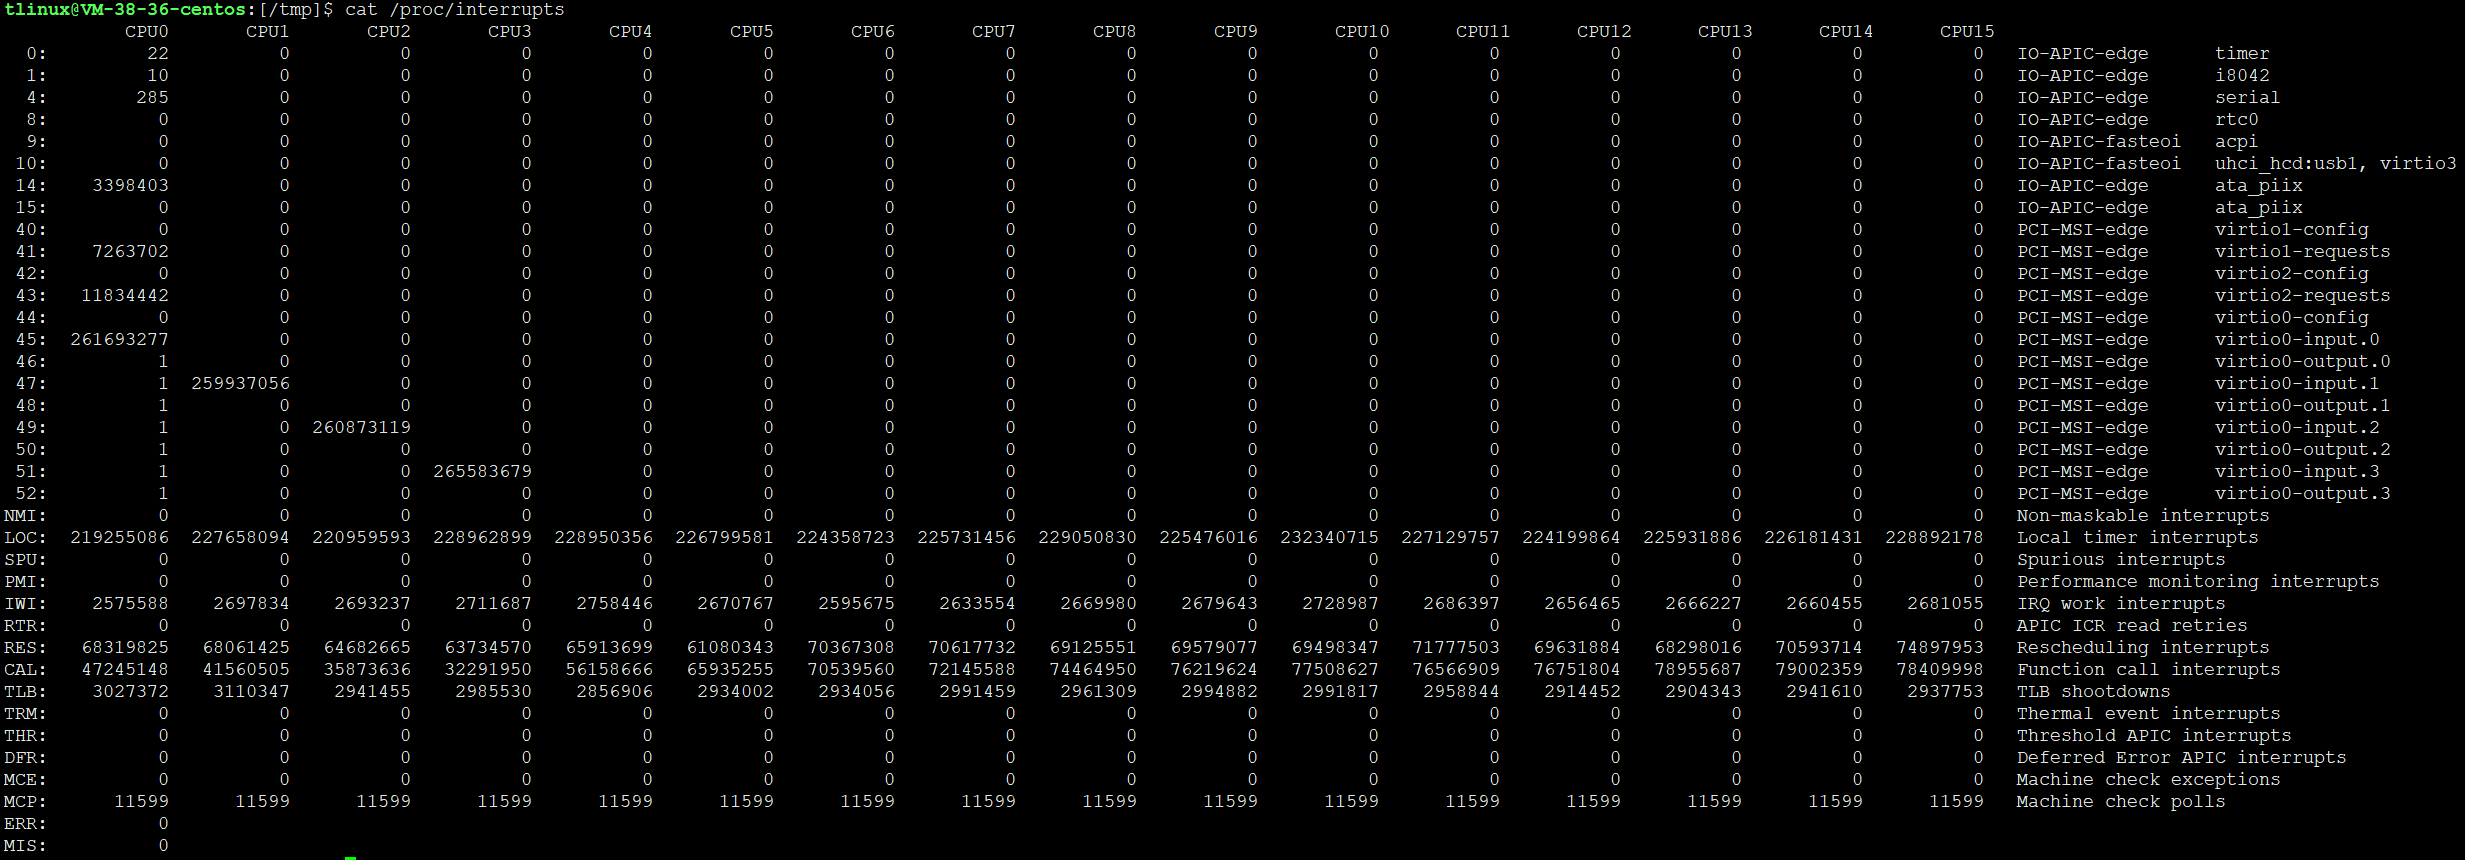 tlinux@VM-38-36-centos:[/tmp]$ cat /proc/interrupts
CPU0 CPU1 CPU2 CPU3 CPU4 CPU5 CPU6 CPU7 CPU8 CPU9 CPU10 CPU11 CPU12 CPU13 CPU14 CPU15
0: 22 0 0 0 0 0 0 0 0 0 0 0 0 0 0 0 IO-APIC-edge timer
1: 10 0 0 0 0 0 0 0 0 0 0 0 0 0 0 0 IO-APIC-edge i8042
4: 285 0 0 0 0 0 0 0 0 0 0 0 0 0 0 0 IO-APIC-edge serial
8: 0 0 0 0 0 0 0 0 0 0 0 0 0 0 0 0 IO-APIC-edge rtc0
9: 0 0 0 0 0 0 0 0 0 0 0 0 0 0 0 0 IO-APIC-fasteoi acpi
10: 0 0 0 0 0 0 0 0 0 0 0 0 0 0 0 0 IO-APIC-fasteoi uhci_hcd:usb1, virtio3
14: 3398403 0 0 0 0 0 0 0 0 0 0 0 0 0 0 0 IO-APIC-edge ata_piix
15: 0 0 0 0 0 0 0 0 0 0 0 0 0 0 0 0 IO-APIC-edge ata_piix
40: 0 0 0 0 0 0 0 0 0 0 0 0 0 0 0 0 PCI-MSI-edge virtio1-config
41: 7263702 0 0 0 0 0 0 0 0 0 0 0 0 0 0 0 PCI-MSI-edge virtio1-requests
42: 0 0 0 0 0 0 0 0 0 0 0 0 0 0 0 0 PCI-MSI-edge virtio2-config
43: 11834442 0 0 0 0 0 0 0 0 0 0 0 0 0 0 0 PCI-MSI-edge virtio2-requests
44: 0 0 0 0 0 0 0 0 0 0 0 0 0 0 0 0 PCI-MSI-edge virtio0-config
45: 261693277 0 0 0 0 0 0 0 0 0 0 0 0 0 0 0 PCI-MSI-edge virtio0-input.0
46: 1 0 0 0 0 0 0 0 0 0 0 0 0 0 0 0 PCI-MSI-edge virtio0-output.0
47: 1 259937056 0 0 0 0 0 0 0 0 0 0 0 0 0 0 PCI-MSI-edge virtio0-input.1
48: 1 0 0 0 0 0 0 0 0 0 0 0 0 0 0 0 PCI-MSI-edge virtio0-output.1
49: 1 0 260873119 0 0 0 0 0 0 0 0 0 0 0 0 0 PCI-MSI-edge virtio0-input.2
50: 1 0 0 0 0 0 0 0 0 0 0 0 0 0 0 0 PCI-MSI-edge virtio0-output.2
51: 1 0 0 265583679 0 0 0 0 0 0 0 0 0 0 0 0 PCI-MSI-edge virtio0-input.3
52: 1 0 0 0 0 0 0 0 0 0 0 0 0 0 0 0 PCI-MSI-edge virtio0-output.3
NMI: 0 0 0 0 0 0 0 0 0 0 0 0 0 0 0 0 Non-maskable interrupts
LOC: 219255086 227658094 220959593 228962899 228950356 226799581 224358723 225731456 229050830 225476016 232340715 227129757 224199864 225931886 226181431 228892178 Local timer interrupts
SPU: 0 0 0 0 0 0 0 0 0 0 0 0 0 0 0 0 Spurious interrupts
PMI: 0 0 0 0 0 0 0 0 0 0 0 0 0 0 0 0 Performance monitoring interrupts
IWI: 2575588 2697834 2693237 2711687 2758446 2670767 2595675 2633554 2669980 2679643 2728987 2686397 2656465 2666227 2660455 2681055 IRQ work interrupts
RTR: 0 0 0 0 0 0 0 0 0 0 0 0 0 0 0 0 APIC ICR read retries
RES: 68319825 68061425 64682665 63734570 65913699 61080343 70367308 70617732 69125551 69579077 69498347 71777503 69631884 68298016 70593714 74897953 Rescheduling interrupts
CAL: 47245148 41560505 35873636 32291950 56158666 65935255 70539560 72145588 74464950 76219624 77508627 76566909 76751804 78955687 79002359 78409998 Function call interrupts
TLB: 3027372 3110347 2941455 2985530 2856906 2934002 2934056 2991459 2961309 2994882 2991817 2958844 2914452 2904343 2941610 2937753 TLB shootdowns
TRM: 0 0 0 0 0 0 0 0 0 0 0 0 0 0 0 0 Thermal event interrupts
THR: 0 0 0 0 0 0 0 0 0 0 0 0 0 0 0 0 Threshold APIC interrupts
DFR: 0 0 0 0 0 0 0 0 0 0 0 0 0 0 0 0 Deferred Error APIC interrupts
MCE: 0 0 0 0 0 0 0 0 0 0 0 0 0 0 0 0 Machine check exceptions
MCP: 11599 11599 11599 11599 11599 11599 11599 11599 11599 11599 11599 11599 11599 11599 11599 11599 Machine check polls
ERR: 0
MIS: 0